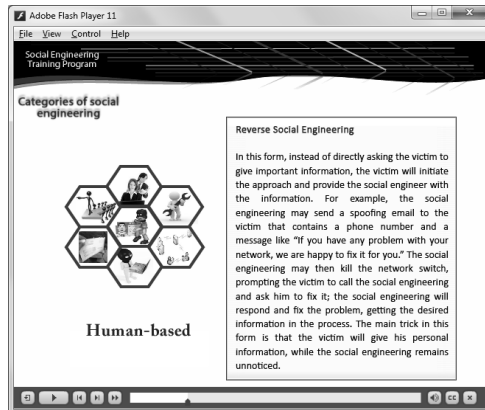 Adobe Flash Player 11
File View Control Help
Social Engineering
Training Program
Categories of social
engineering
Reverse Social Engineering
In this form, instead of directly asking the victim to
give important information, the victim will initiate
the approach and provide the social engineer with
the information. For example, the social
engineering may send a spoofing email to the
victim that contains a phone number and a
message like “If you have any problem with your
network, we are happy to fix it for you.” The social
engineering may then kill the network switch,
prompting the victim to call the social engineering
and ask him to fix it; the social engineering will
respond and fix the problem, getting the desired
information in the process. The main trick in this
form is that the victim will give his personal
information, while the social engineering remains
unnoticed.
Human-based
CC